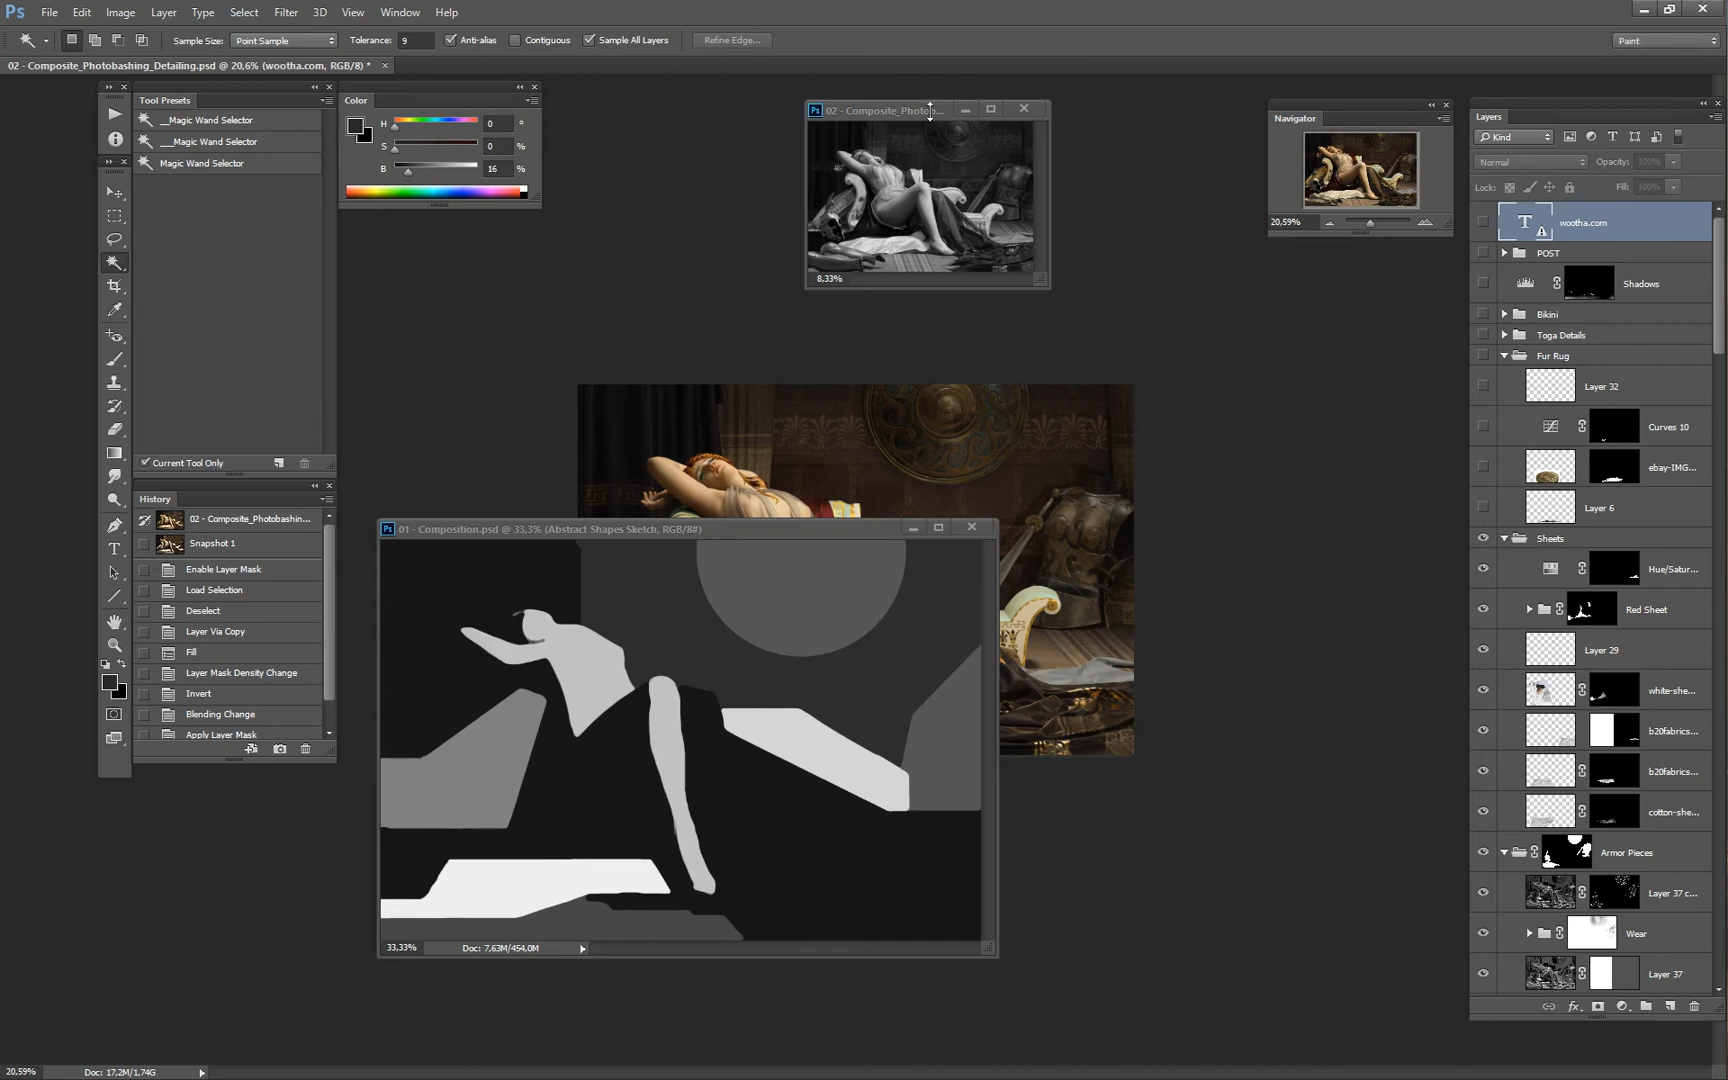 Ps File Edit Image Layer Type Select Filter 3D View Window Help
Sample Size: Point Sample Tolerance: 9 Anti-alias Contiguous Sample All Layers Refine Edge... Paint
02 - Composite_Photobashing_Detailing.psd @ 20,6% (wootha.com, RGB/8) *
Tool Presets
__Magic Wand Selector
___Magic Wand Selector
Magic Wand Selector
Current Tool Only
History
02 - Composite_Photobashin...
Snapshot 1
Enable Layer Mask
Load Selection
Deselect
Layer Via Copy
Fill
Layer Mask Density Change
Invert
Blending Change
Apply Layer Mask
Color
H 0 °
S 0 %
B 16 %
Ps 02 - Composite_Photob...
8,33%
Ps 01 - Composition.psd @ 33,3% (Abstract Shapes Sketch, RGB/8#)
33,33% Doc: 7,63M/454,0M
Navigator
20,59%
Layers
Kind
Normal Opacity: 100%
Lock: Fill: 100%
T wootha.com
POST
Shadows
Bikini
Toga Details
Fur Rug
Layer 32
Curves 10
ebay-IMG...
Layer 6
Sheets
Hue/Satur...
Red Sheet
Layer 29
white-she...
b20fabrics...
b20fabrics...
cotton-she...
Armor Pieces
Layer 37 c...
Wear
Layer 37
20,59% Doc: 17,2M/1,74G